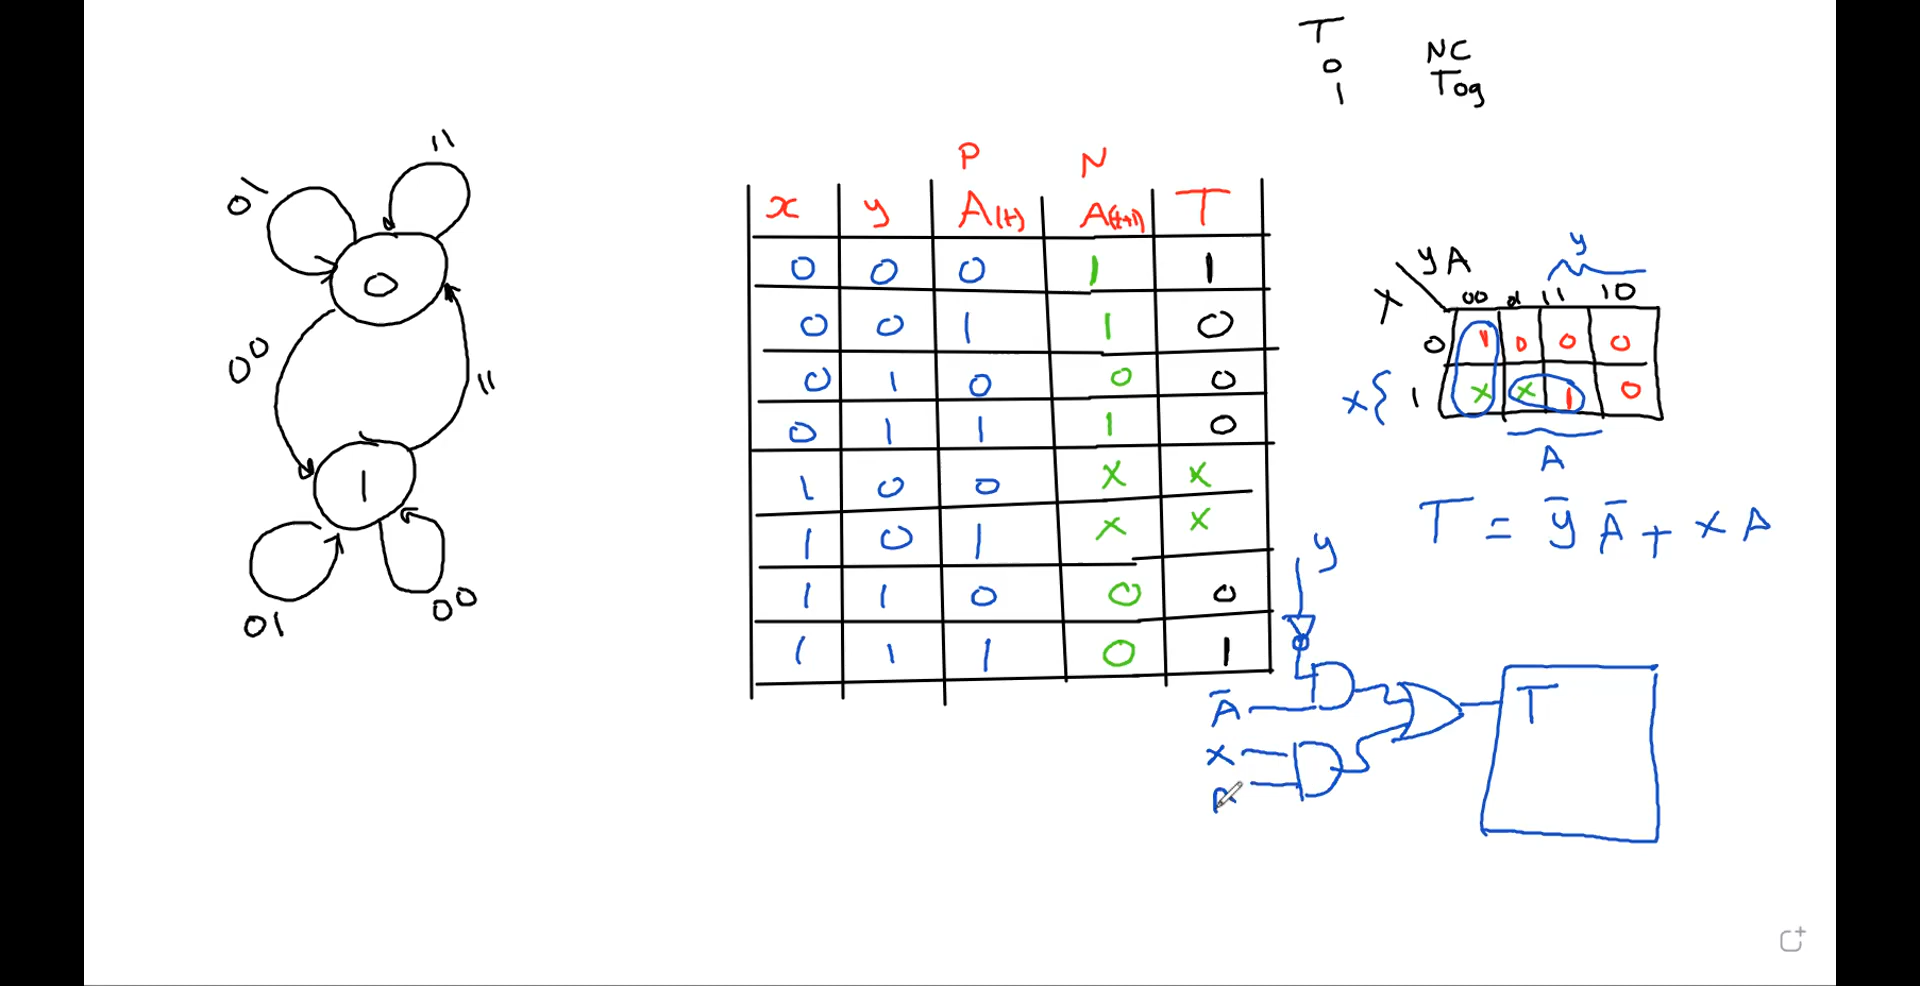 T
0 NC
1 Tog
11
01
0
00
11
1
01
00
P N
x y A(t) A(t+1) T
0 0 0 1 1
0 0 1 1 0
0 1 0 0 0
0 1 1 1 0
1 0 0 x x
1 0 1 x x
1 1 0 0 0
1 1 1 0 1
y
yA
x
00 01 11 10
0 1 0 0 0
x{ 1 x x 1 0
A
T = ȳ Ā + x A
y
Ā
x
A
T